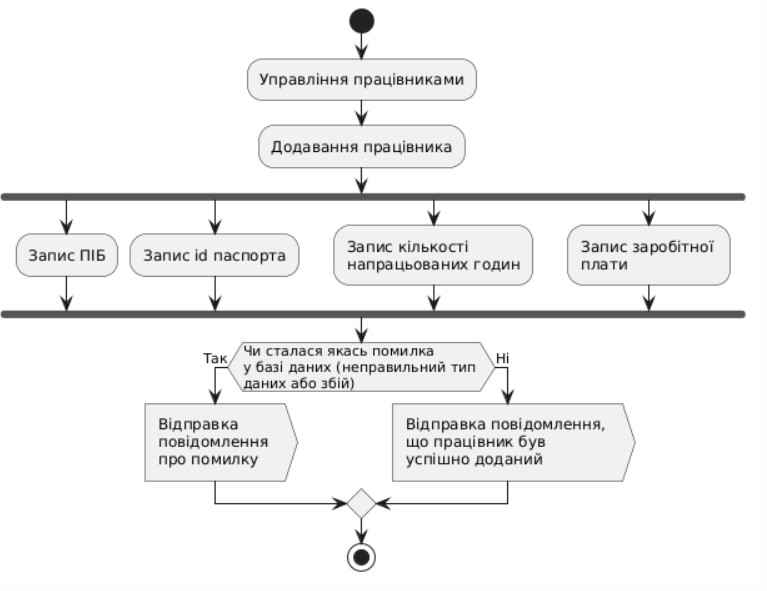 Управління працівниками
Додавання працівника
Запис ПІБ
Запис id паспорта
Запис кількості
напрацьованих годин
Запис заробітної
плати
Чи сталася якась помилка
у базі даних (неправильний тип
даних або збій)
Так
Ні
Відправка
повідомлення
про помилку
Відправка повідомлення,
що працівник був
успішно доданий